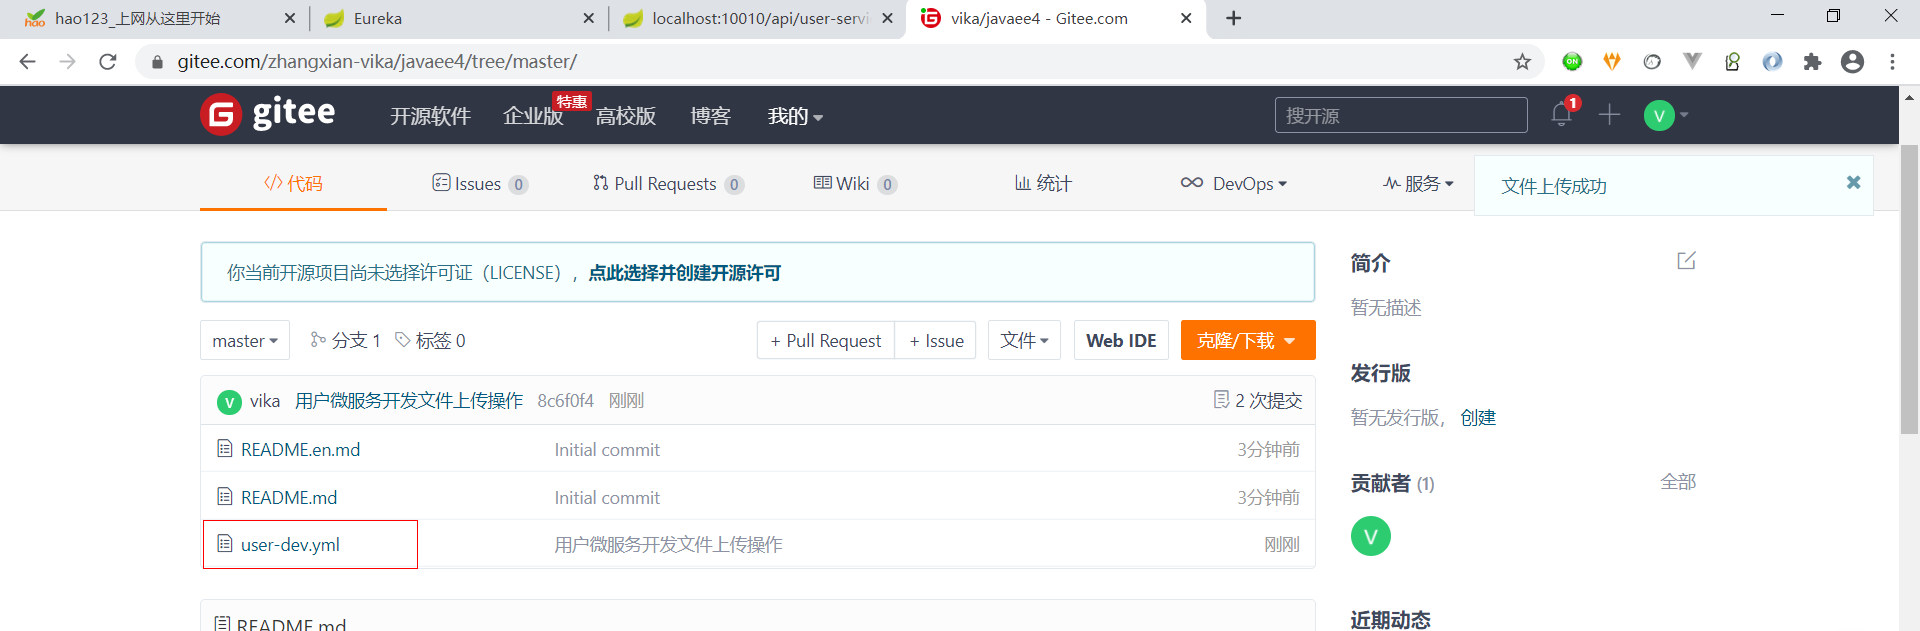 hao123_上网从这里开始
Eureka
localhost:10010/api/user-servi
vika/javaee4 - Gitee.com
gitee.com/zhangxian-vika/javaee4/tree/master/
ON
gitee
开源软件
企业版
特惠
高校版
博客
我的
搜开源
1
V
代码
Issues 0
Pull Requests 0
Wiki 0
统计
DevOps
服务
文件上传成功
你当前开源项目尚未选择许可证（LICENSE），点此选择并创建开源许可
简介
暂无描述
master
分支 1
标签 0
+ Pull Request
+ Issue
文件
Web IDE
克隆/下载
发行版
暂无发行版，创建
V vika 用户微服务开发文件上传操作 8c6f0f4 刚刚
2 次提交
README.en.md Initial commit 3分钟前
README.md Initial commit 3分钟前
user-dev.yml 用户微服务开发文件上传操作 刚刚
贡献者 (1)
全部
V
README.md
近期动态